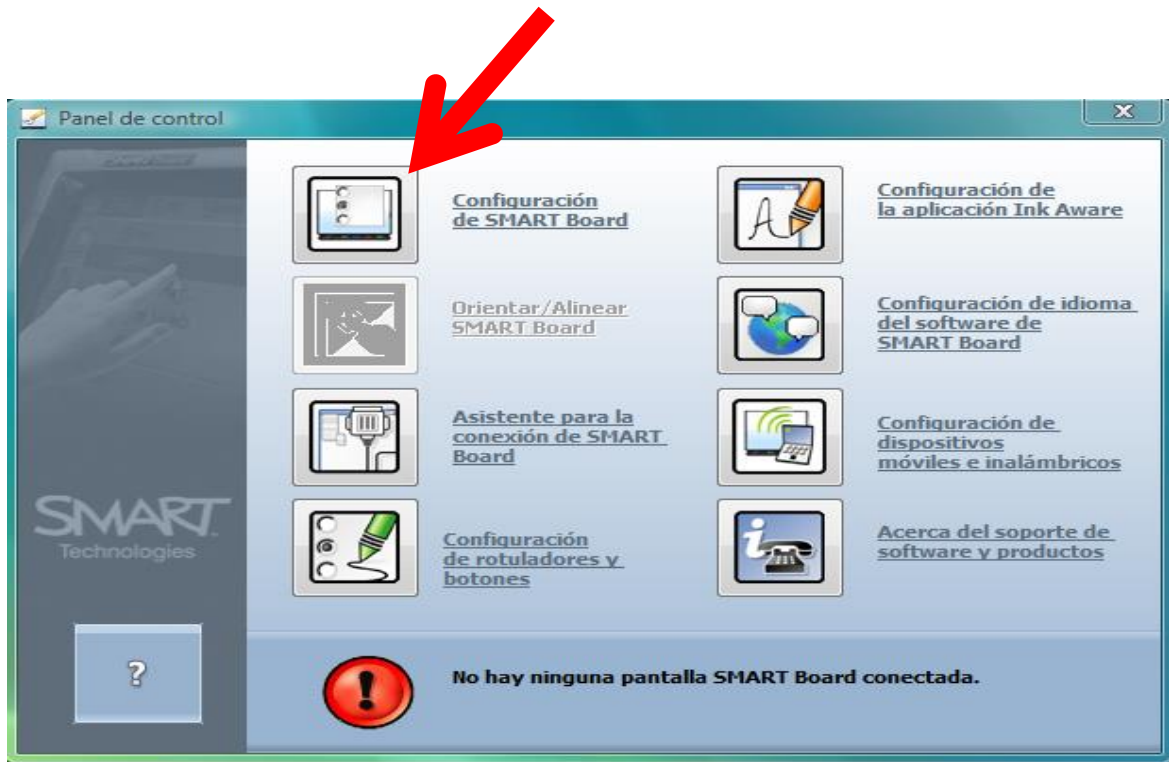 Panel de control
Configuración
de SMART Board
Configuración de
la aplicación Ink Aware
Orientar/Alinear
SMART Board
Configuración de idioma
del software de
SMART Board
Asistente para la
conexión de SMART
Board
Configuración de
dispositivos
móviles e inalámbricos
Configuración
de rotuladores y
botones
Acerca del soporte de
software y productos
SMART
Technologies
?
No hay ninguna pantalla SMART Board conectada.